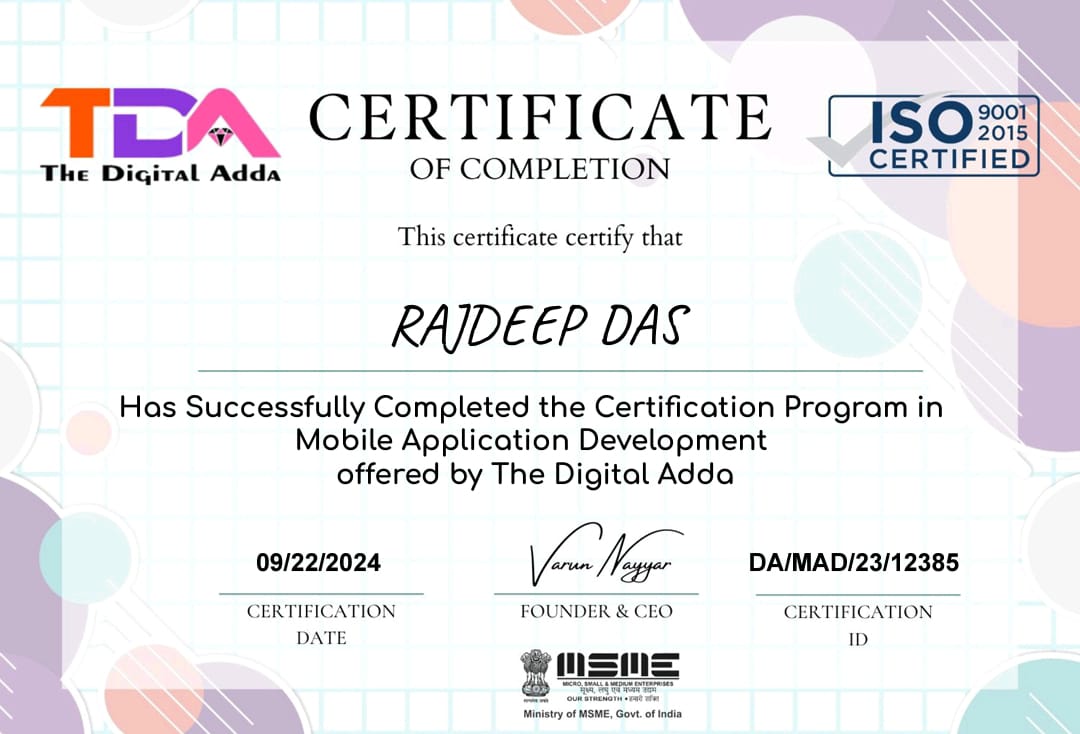 TDA
The Digital Adda
CERTIFICATE
OF COMPLETION
ISO 9001
2015
CERTIFIED
This certificate certify that
RAJDEEP DAS
Has Successfully Completed the Certification Program in
Mobile Application Development
offered by The Digital Adda
09/22/2024
CERTIFICATION
DATE
Varun Nayyar
FOUNDER & CEO
DA/MAD/23/12385
CERTIFICATION
ID
MSME
MICRO, SMALL & MEDIUM ENTERPRISES
सूक्ष्म, लघु एवं मध्यम उद्यम
OUR STRENGTH • हमारी शक्ति
Ministry of MSME, Govt. of India